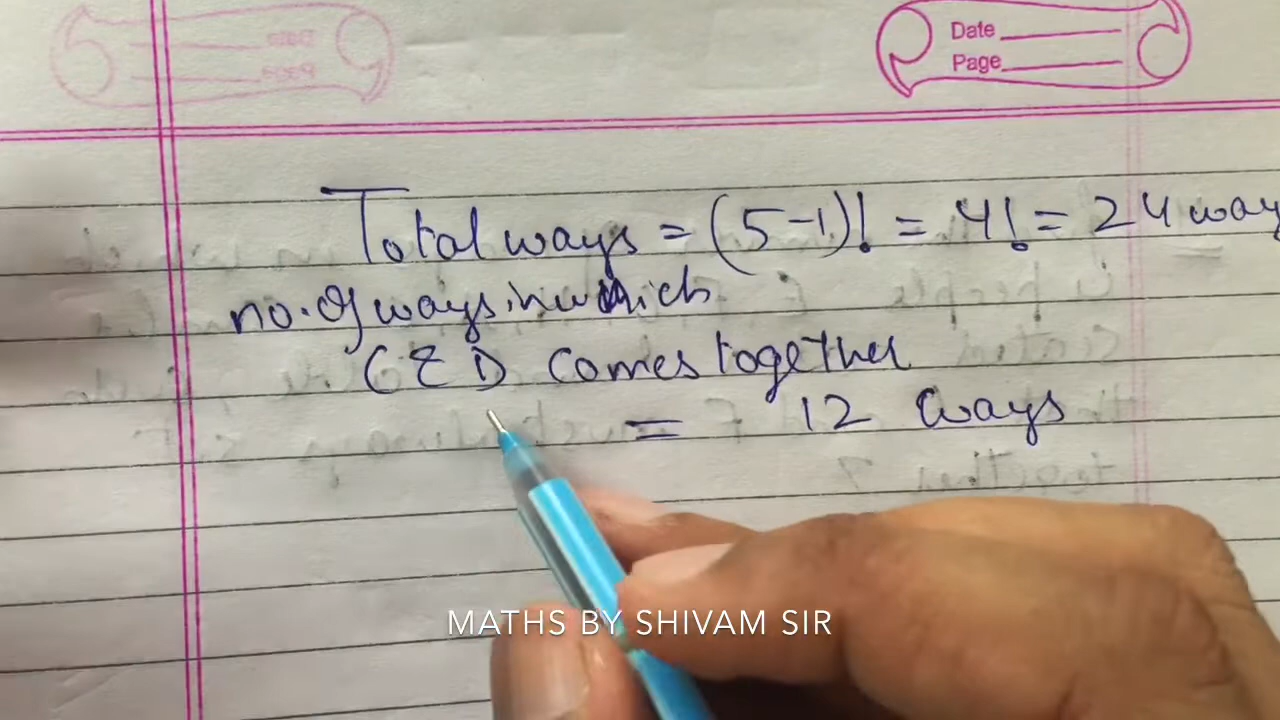 Date
Page
Total ways = (5-1)! = 4! = 24 way
no. of ways in which
C & D comes together
= 12 ways
MATHS BY SHIVAM SIR